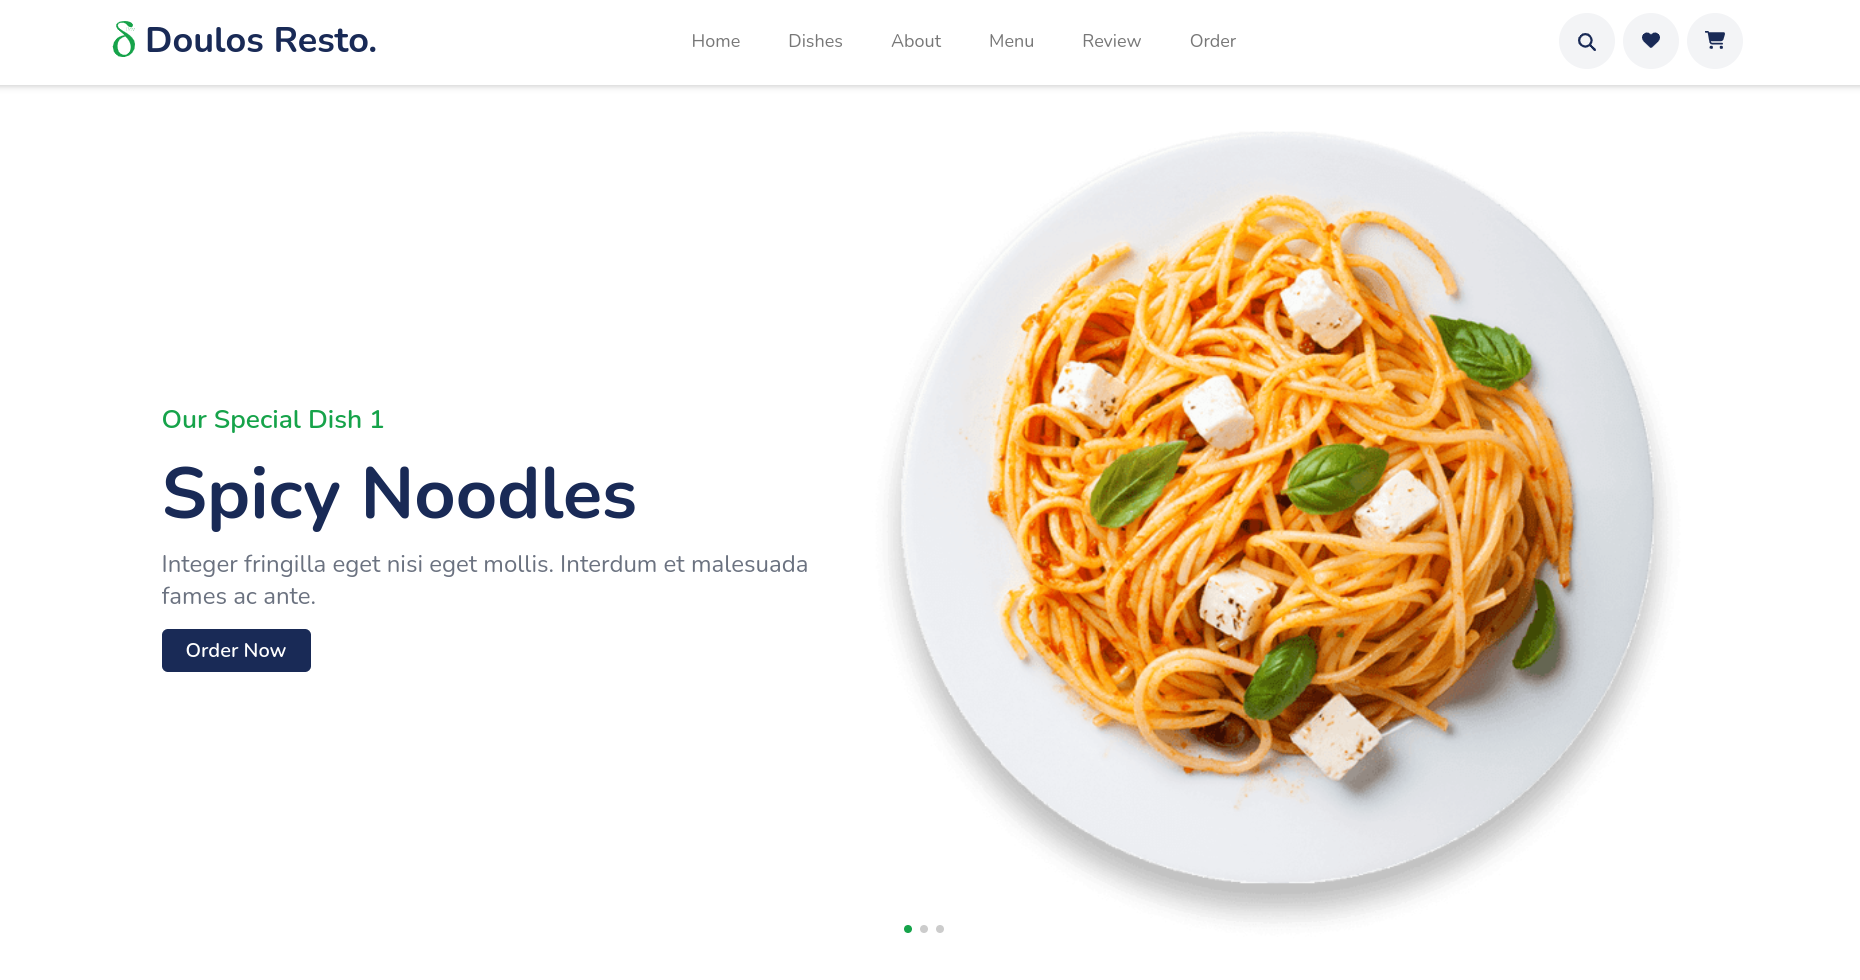 δ Doulos Resto.
Home Dishes About Menu Review Order
Our Special Dish 1
Spicy Noodles
Integer fringilla eget nisi eget mollis. Interdum et malesuada
fames ac ante.
Order Now